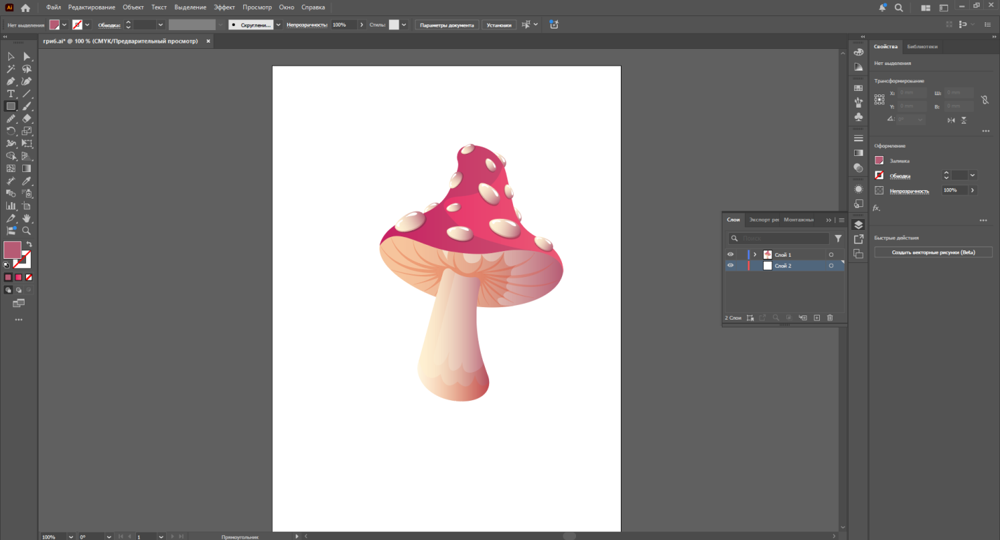 Ai Файл Редактирование Объект Текст Выделение Эффект Просмотр Окно Справка
Нет выделения Обводка: Скруглени... Непрозрачность: 100% Стиль: Параметры документа Установки
гриб.ai* @ 100 % (CMYK/Предварительный просмотр) ×
Свойства Библиотеки
Нет выделения
Трансформирование
X: 0 mm Ш: 0 mm
Y: 0 mm В: 0 mm
0°
Оформление
Заливка
Обводка
Непрозрачность 100%
fx.
Быстрые действия
Создать векторные рисунки (Beta)
Слои Экспорт рес Монтажны
Поиск
Слой 1
Слой 2
2 Слои
100% 0° 1 Прямоугольник